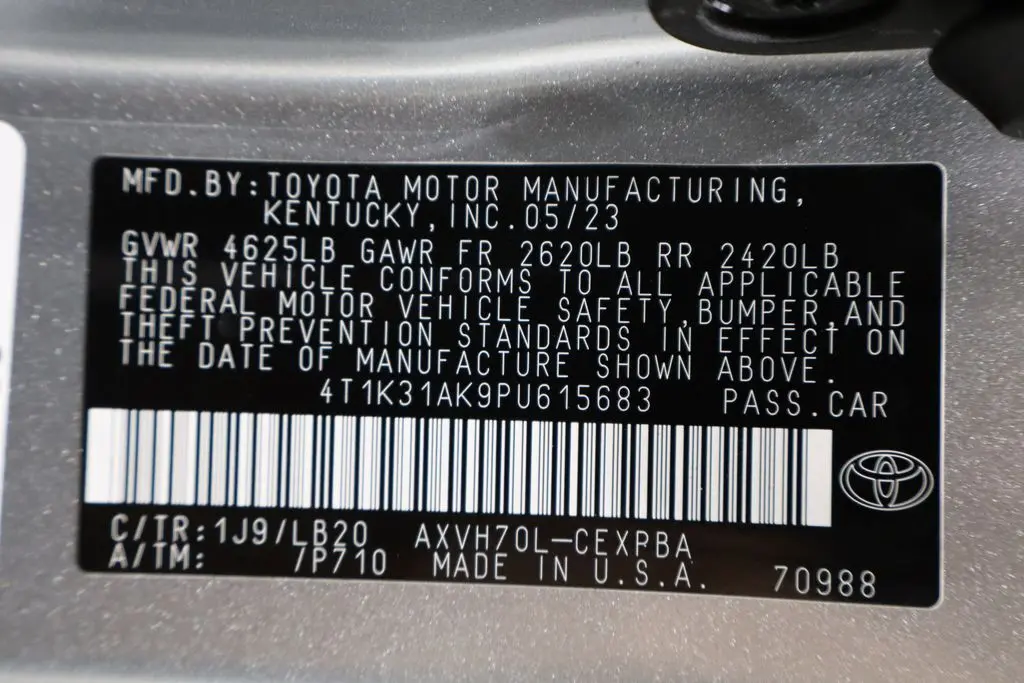 MFD.BY:TOYOTA MOTOR MANUFACTURING,
KENTUCKY,INC.05/23
GVWR 4625LB GAWR FR 2620LB RR 2420LB
THIS VEHICLE CONFORMS TO ALL APPLICABLE
FEDERAL MOTOR VEHICLE SAFETY,BUMPER,AND
THEFT PREVENTION STANDARDS IN EFFECT ON
THE DATE OF MANUFACTURE SHOWN ABOVE.
4T1K31AK9PU615683 PASS.CAR
C/TR:1J9/LB20 AXVH70L-CEXPBA
A/TM: /P710 MADE IN U.S.A. 70988